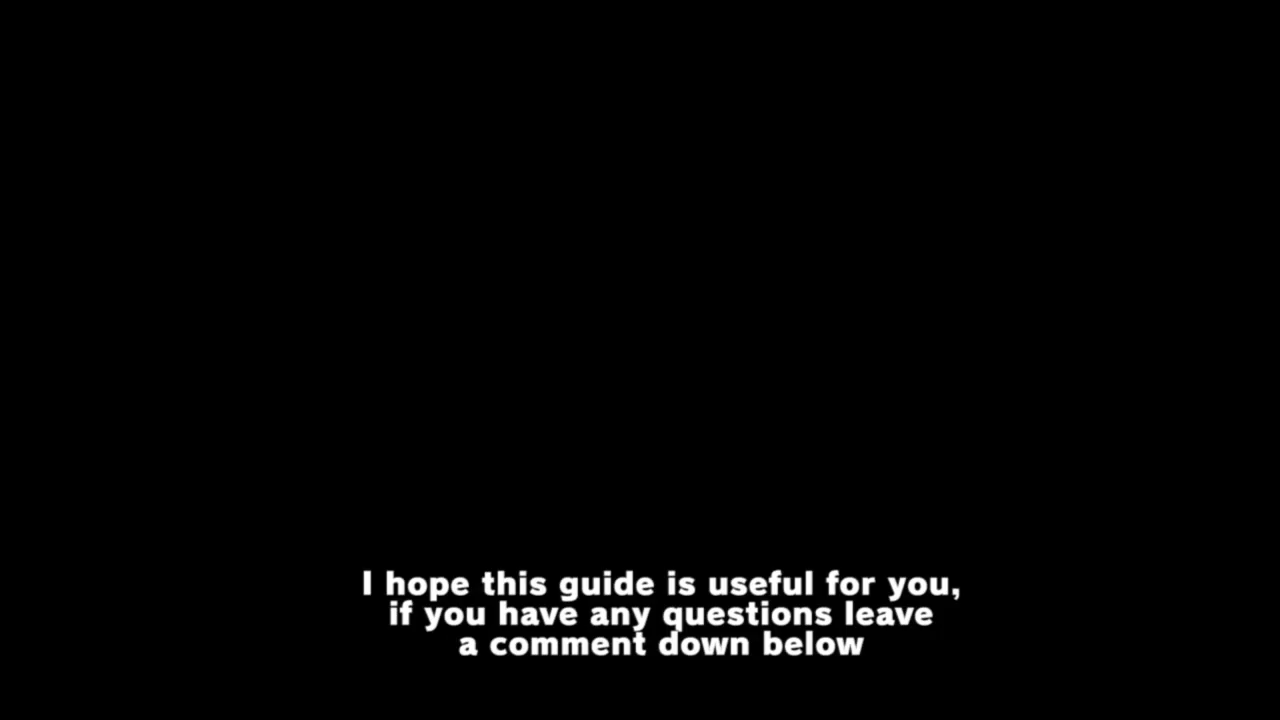 I hope this guide is useful for you,
if you have any questions leave
a comment down below